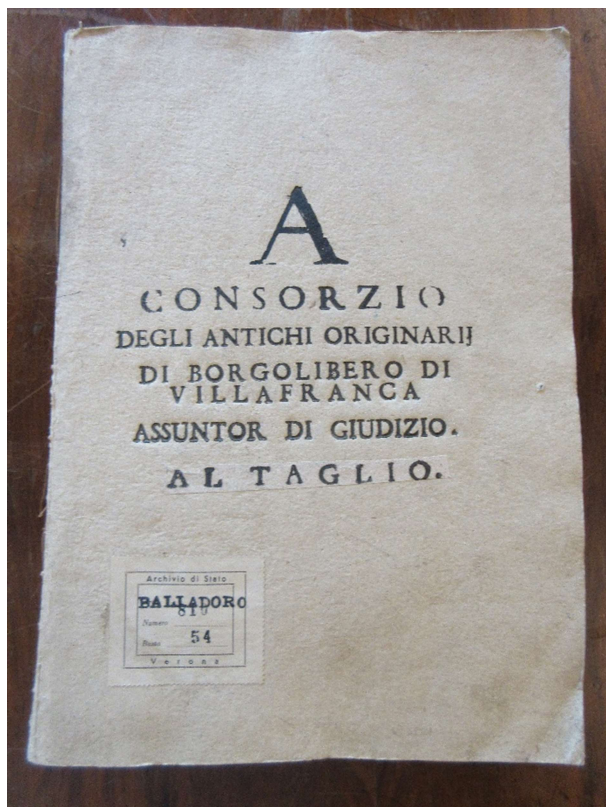 A
CONSORZIO
DEGLI ANTICHI ORIGINARIJ
DI BORGOLIBERO DI
VILLAFRANCA
ASSUNTOR DI GIUDIZIO.
AL TAGLIO.
Archivio di Stato
BALLADORO
Numero 810
Busta 54
Verona